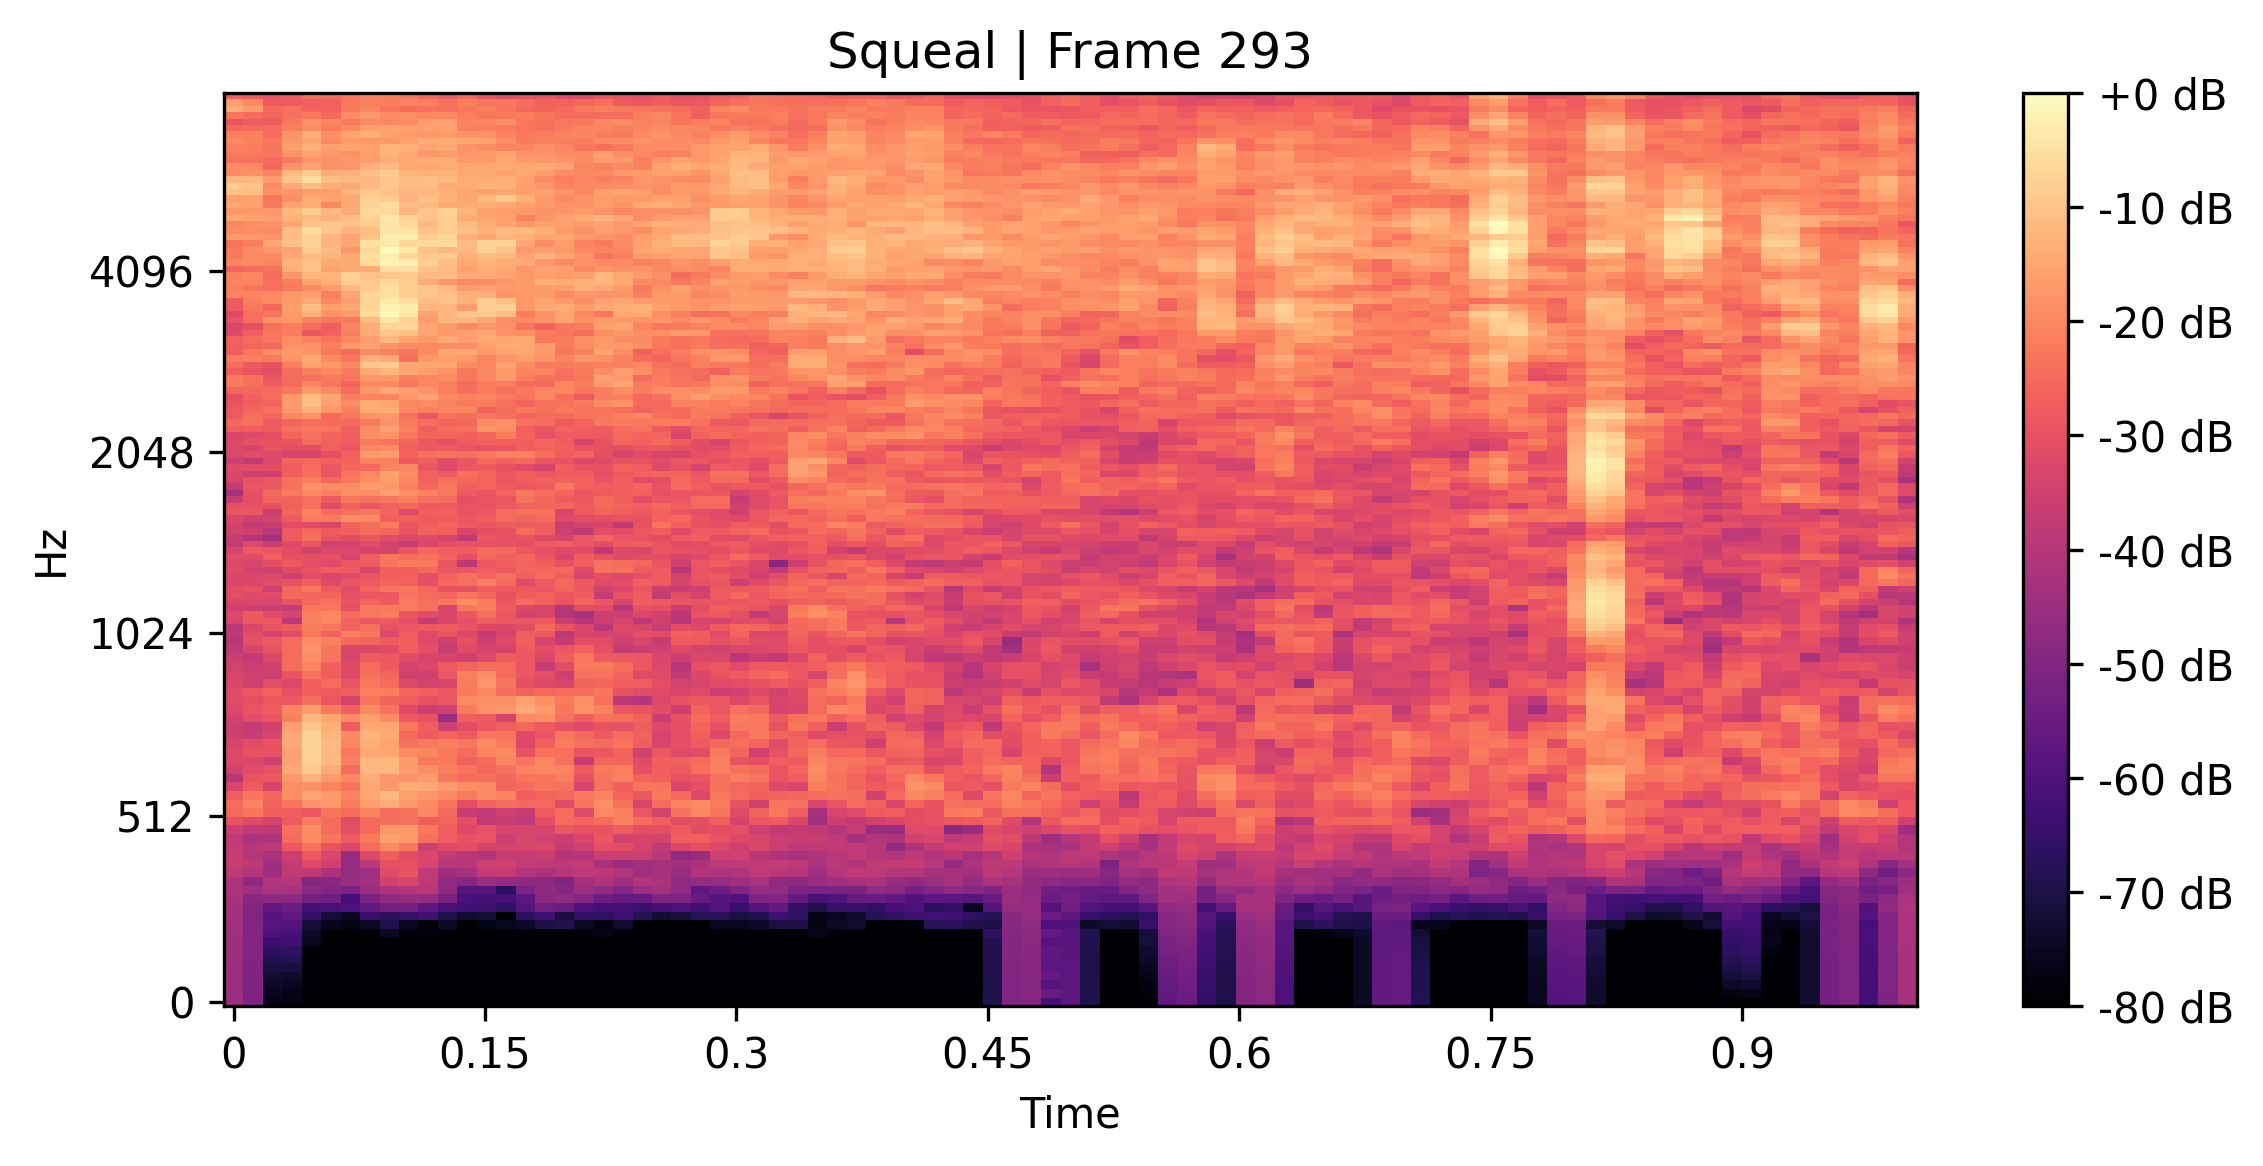 Squeal | Frame 293
Hz
4096
2048
1024
512
0
0 0.15 0.3 0.45 0.6 0.75 0.9
Time
+0 dB
-10 dB
-20 dB
-30 dB
-40 dB
-50 dB
-60 dB
-70 dB
-80 dB